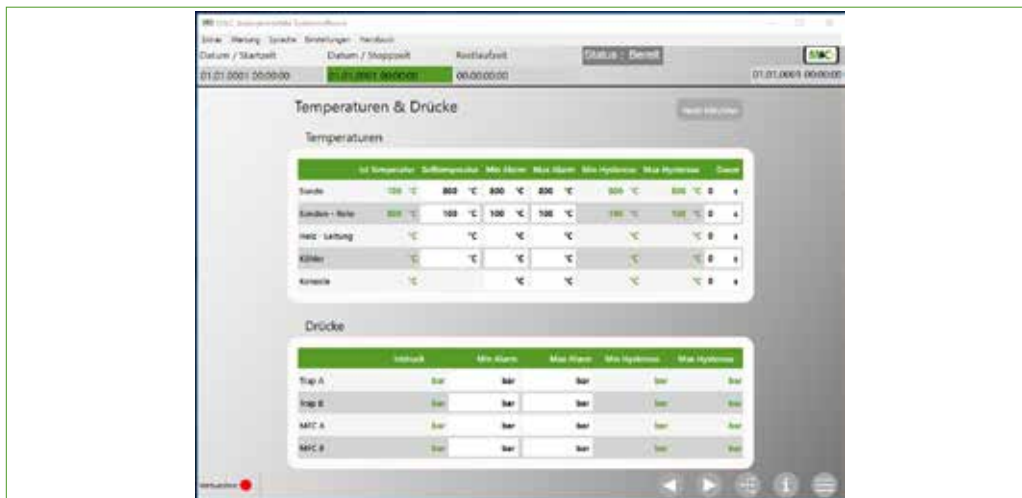 Extras Wartung Sprache Einstellungen Handbuch
Datum / Startzeit Datum / Stoppzeit Restlaufzeit Status : Bereit
01.01.0001 00:00:00 01.01.0001 00:00:00 00:00:00:00 01.01.0001 00:00:00
Temperaturen & Drücke
Temperaturen
Ist Temperatur Solltemperatur Min Alarm Max Alarm Min Hysterese Max Hysterese Dauer
Sonde °C 800 °C 800 °C 800 °C °C °C 0 s
Sonden - Rohr °C 100 °C 100 °C 100 °C °C °C 0 s
Heiz - Leitung °C °C °C °C °C °C 0 s
Kühler °C °C °C °C °C °C 0 s
Konsole °C °C °C °C °C 0 s
Drücke
Istdruck Min Alarm Max Alarm Min Hysterese Max Hysterese
Trap A bar bar bar bar bar
Trap B bar bar bar bar bar
MFC A bar bar bar bar bar
MFC B bar bar bar bar bar